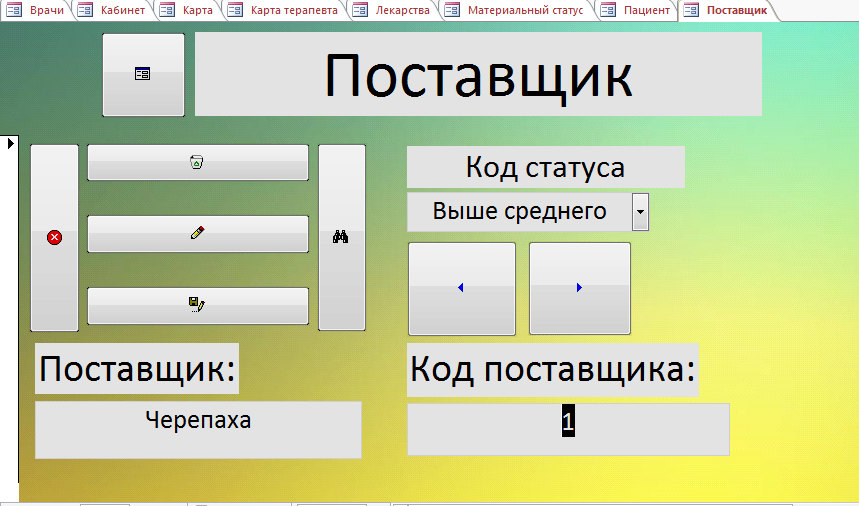 Врачи Кабинет Карта Карта терапевта Лекарства Материальный статус Пациент Поставщик
Поставщик
Код статуса
Выше среднего
Поставщик:
Код поставщика:
Черепаха
1